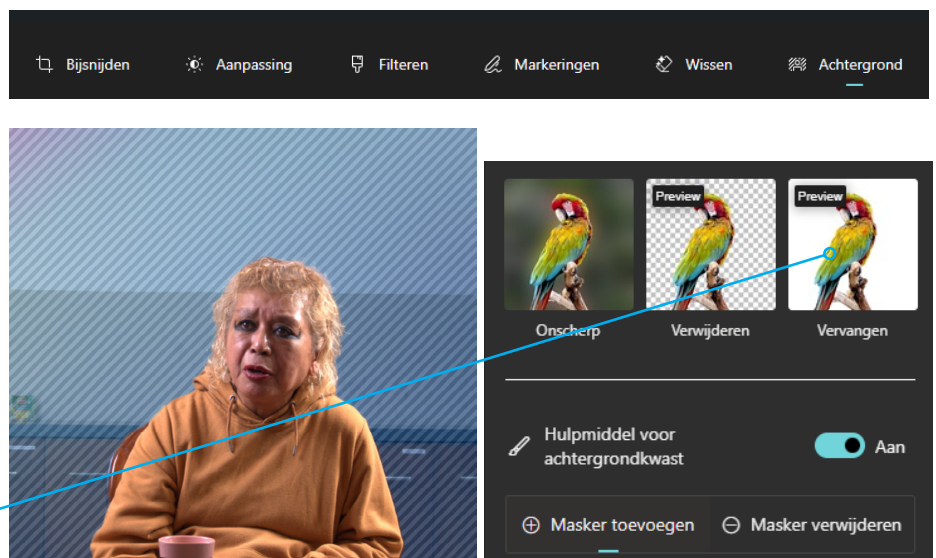 Bijsnijden Aanpassing Filteren Markeringen Wissen Achtergrond
Preview Preview
Onscherp Verwijderen Vervangen
Hulpmiddel voor
achtergrondkwast
Aan
Masker toevoegen Masker verwijderen